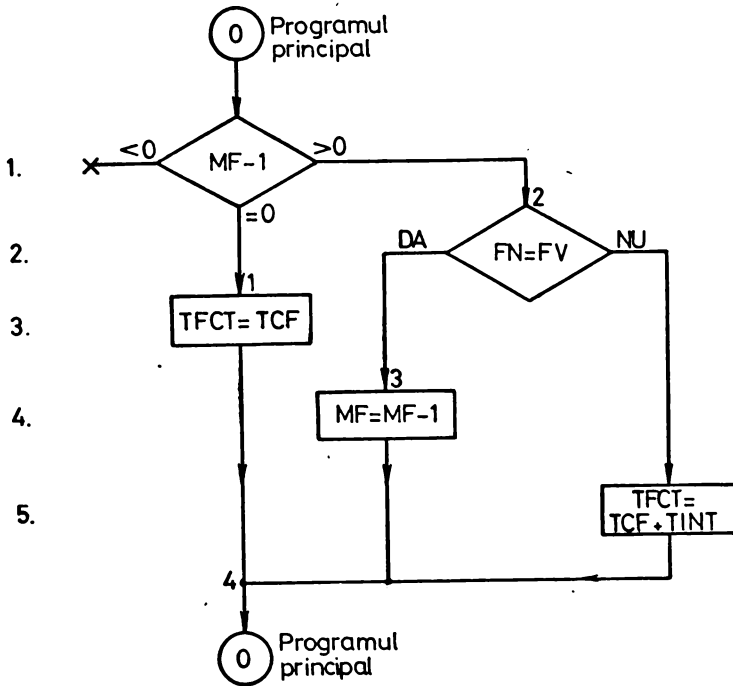 0
Programul
principal
1.
<0
MF-1
>0
=0
2
2.
DA
FN=FV
NU
1
3.
TFCT=TCF
3
4.
MF=MF-1
5.
TFCT=
TCF+TINT
4
0
Programul
principal